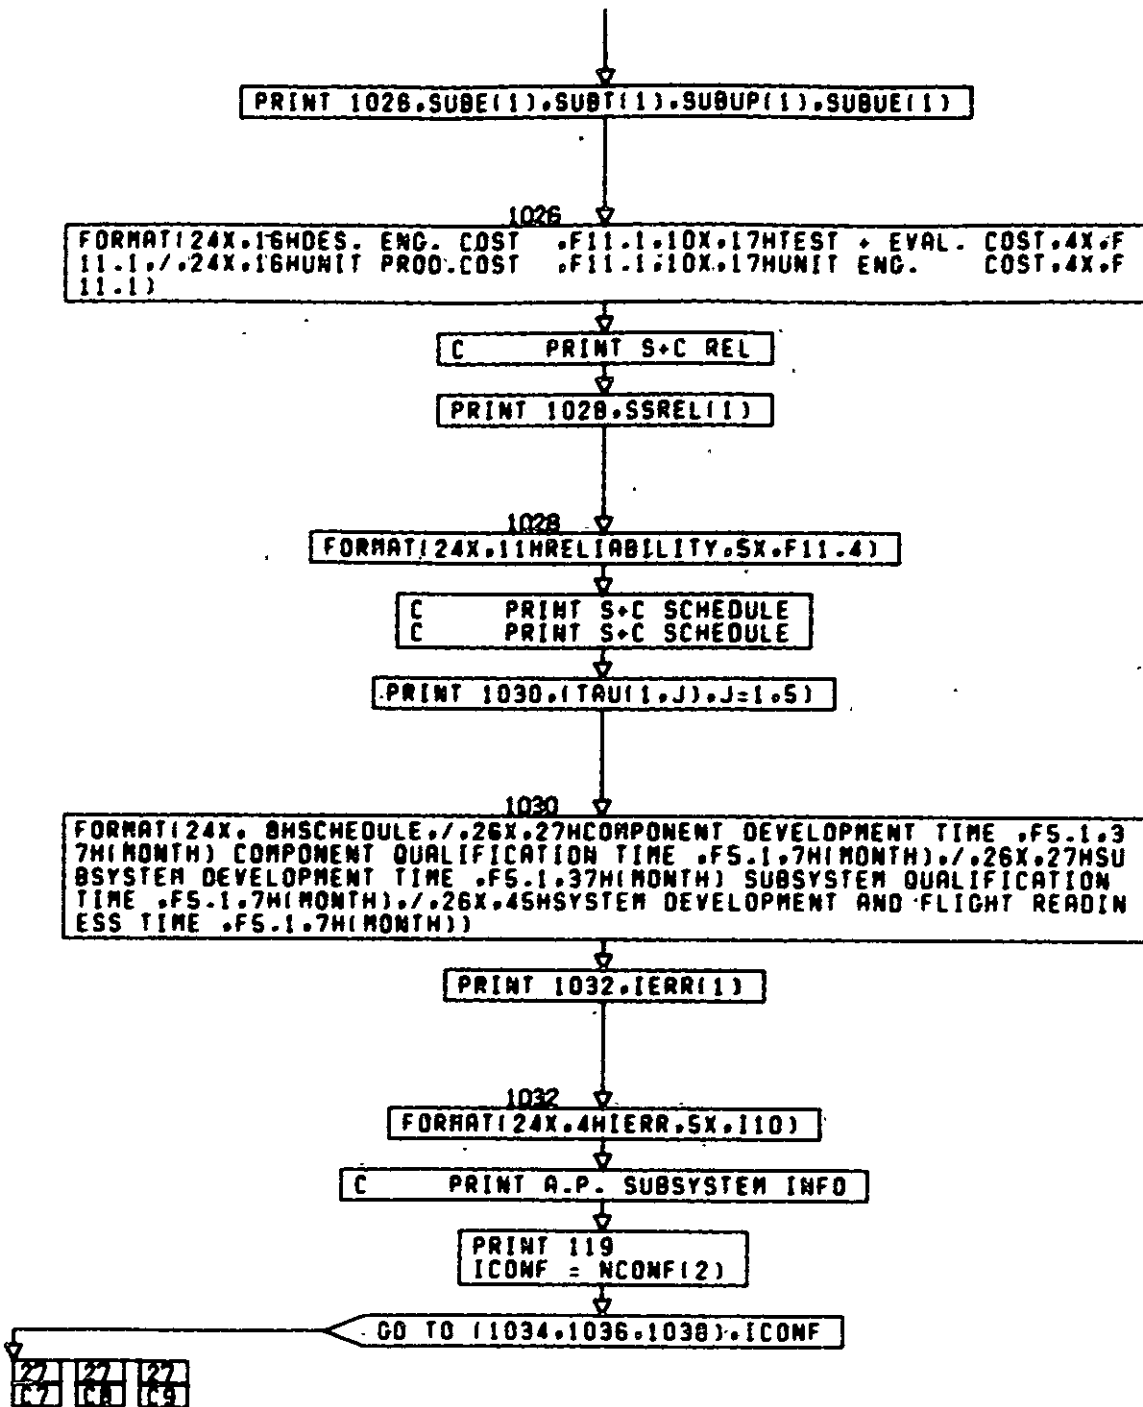 PRINT 1026,SUBE(1),SUBT(1),SUBUP(1),SUBUE(1)
1026
FORMAT(24X,16HDES. ENG. COST   ,F11.1,10X,17HTEST + EVAL. COST,4X,F
11.1,/,24X,16HUNIT PROD.COST   ,F11.1,10X,17HUNIT ENG.    COST,4X,F
11.1)
C      PRINT S+C REL
PRINT 1028,SSREL(1)
1028
FORMAT(24X,11HRELIABILITY,5X,F11.4)
C      PRINT S+C SCHEDULE
C      PRINT S+C SCHEDULE
PRINT 1030,(TAU(1,J),J=1,5)
1030
FORMAT(24X, 8HSCHEDULE,/,26X,27HCOMPONENT DEVELOPMENT TIME ,F5.1,3
7H(MONTH) COMPONENT QUALIFICATION TIME ,F5.1,7H(MONTH),/,26X,27HSU
BSYSTEM DEVELOPMENT TIME ,F5.1,37H(MONTH) SUBSYSTEM QUALIFICATION
TIME ,F5.1,7H(MONTH),/,26X,45HSYSTEM DEVELOPMENT AND FLIGHT READIN
ESS TIME ,F5.1,7H(MONTH))
PRINT 1032,IERR(1)
1032
FORMAT(24X,4HIERR,5X,I10)
C      PRINT A.P. SUBSYSTEM INFO
PRINT 119
ICONF = NCONF(2)
GO TO (1034,1036,1038),ICONF
27 27 27
C7 C8 C9